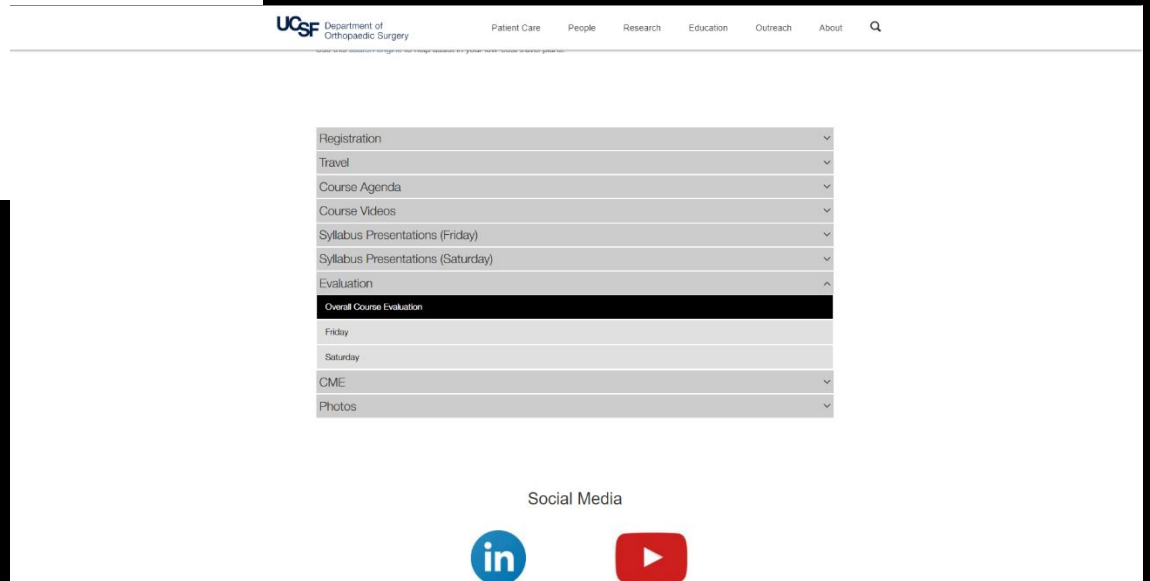 UCSF Department of
Orthopaedic Surgery
Patient Care People Research Education Outreach About
Registration
Travel
Course Agenda
Course Videos
Syllabus Presentations (Friday)
Syllabus Presentations (Saturday)
Evaluation
Overall Course Evaluation
Friday
Saturday
CME
Photos
Social Media
in